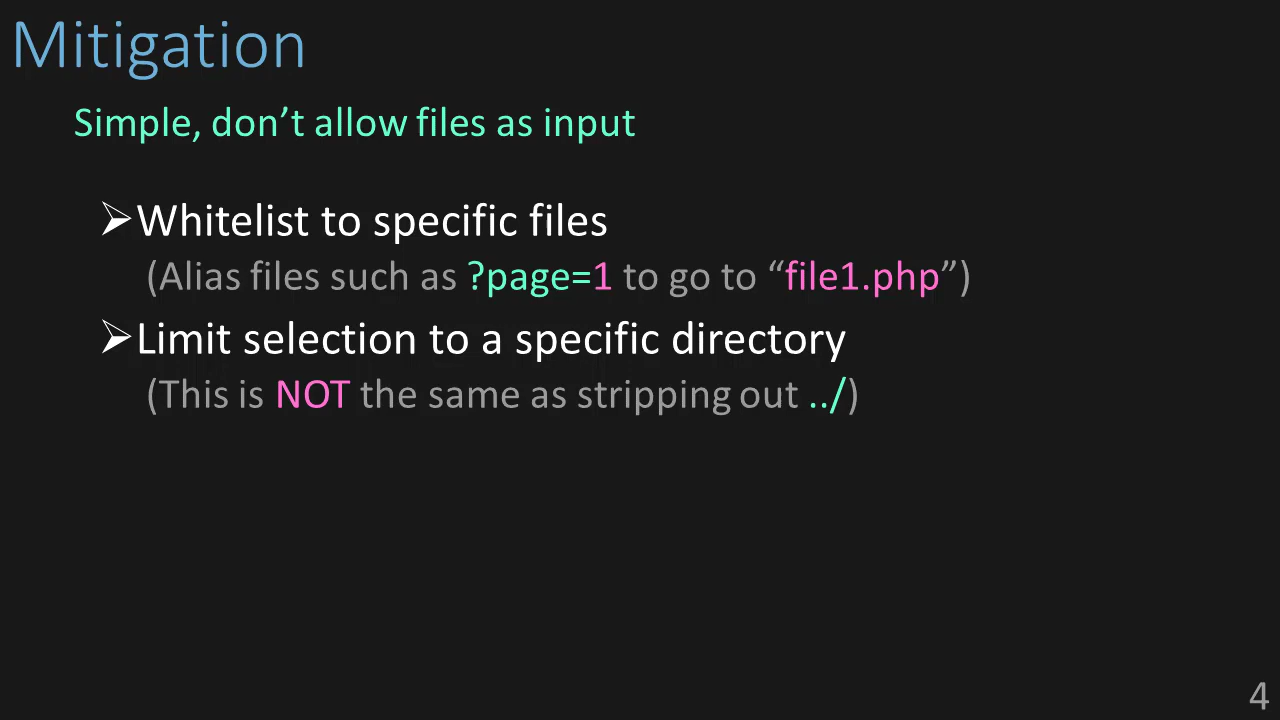 Mitigation
Simple, don’t allow files as input
➢Whitelist to specific files
(Alias files such as ?page=1 to go to “file1.php”)
➢Limit selection to a specific directory
(This is NOT the same as stripping out ../)
4